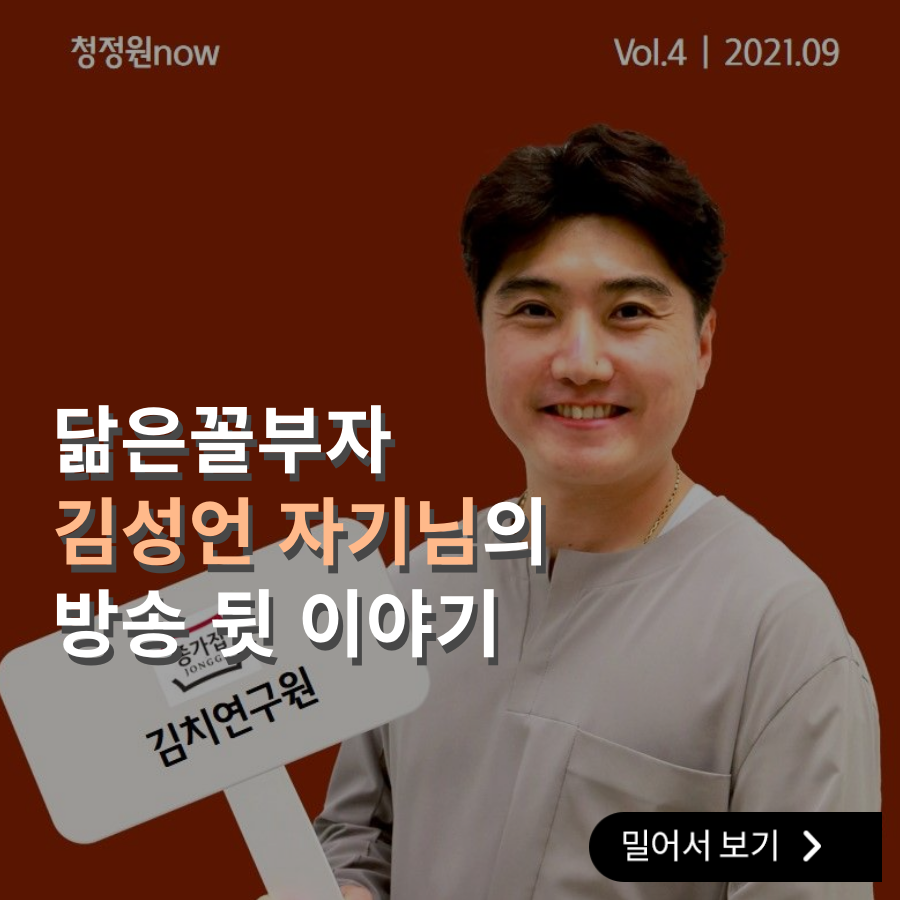 청정원now
Vol.4 | 2021.09
닮은꼴부자
김성언 자기님의
방송 뒷 이야기
종가집
김치연구원
밀어서 보기